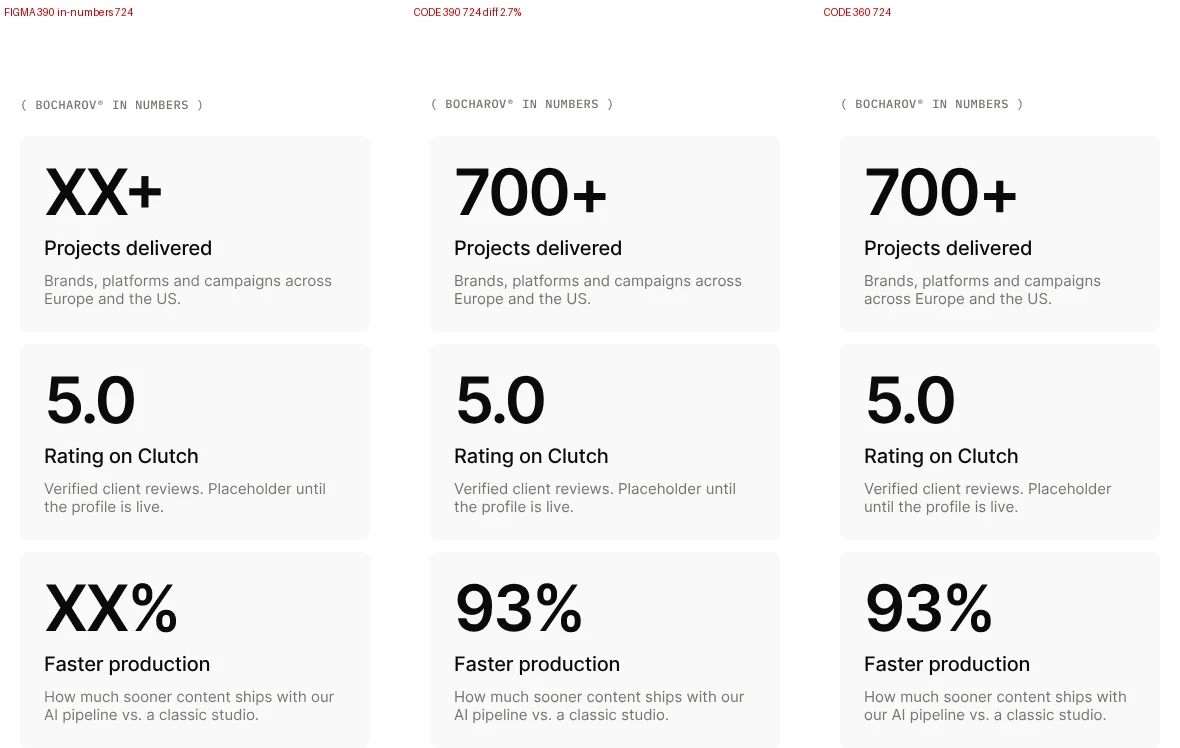 FIGMA 390 in-numbers 724
( BOCHAROV® IN NUMBERS )
XX+
Projects delivered
Brands, platforms and campaigns across
Europe and the US.
5.0
Rating on Clutch
Verified client reviews. Placeholder until
the profile is live.
XX%
Faster production
How much sooner content ships with our
AI pipeline vs. a classic studio.
CODE 390 724 diff 2.7%
( BOCHAROV® IN NUMBERS )
700+
Projects delivered
Brands, platforms and campaigns across
Europe and the US.
5.0
Rating on Clutch
Verified client reviews. Placeholder until
the profile is live.
93%
Faster production
How much sooner content ships with our
AI pipeline vs. a classic studio.
CODE 360 724
( BOCHAROV® IN NUMBERS )
700+
Projects delivered
Brands, platforms and campaigns
across Europe and the US.
5.0
Rating on Clutch
Verified client reviews. Placeholder
until the profile is live.
93%
Faster production
How much sooner content ships with
our AI pipeline vs. a classic studio.